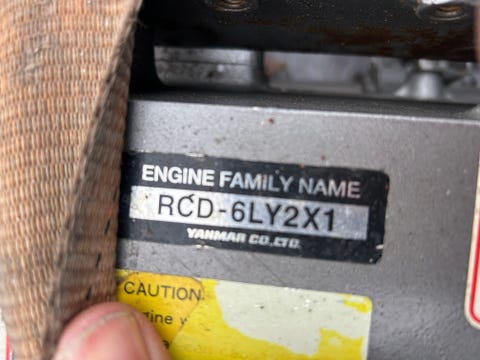 ENGINE FAMILY NAME
RCD-6LY2X1
YANMAR CO.,LTD.
CAUTION